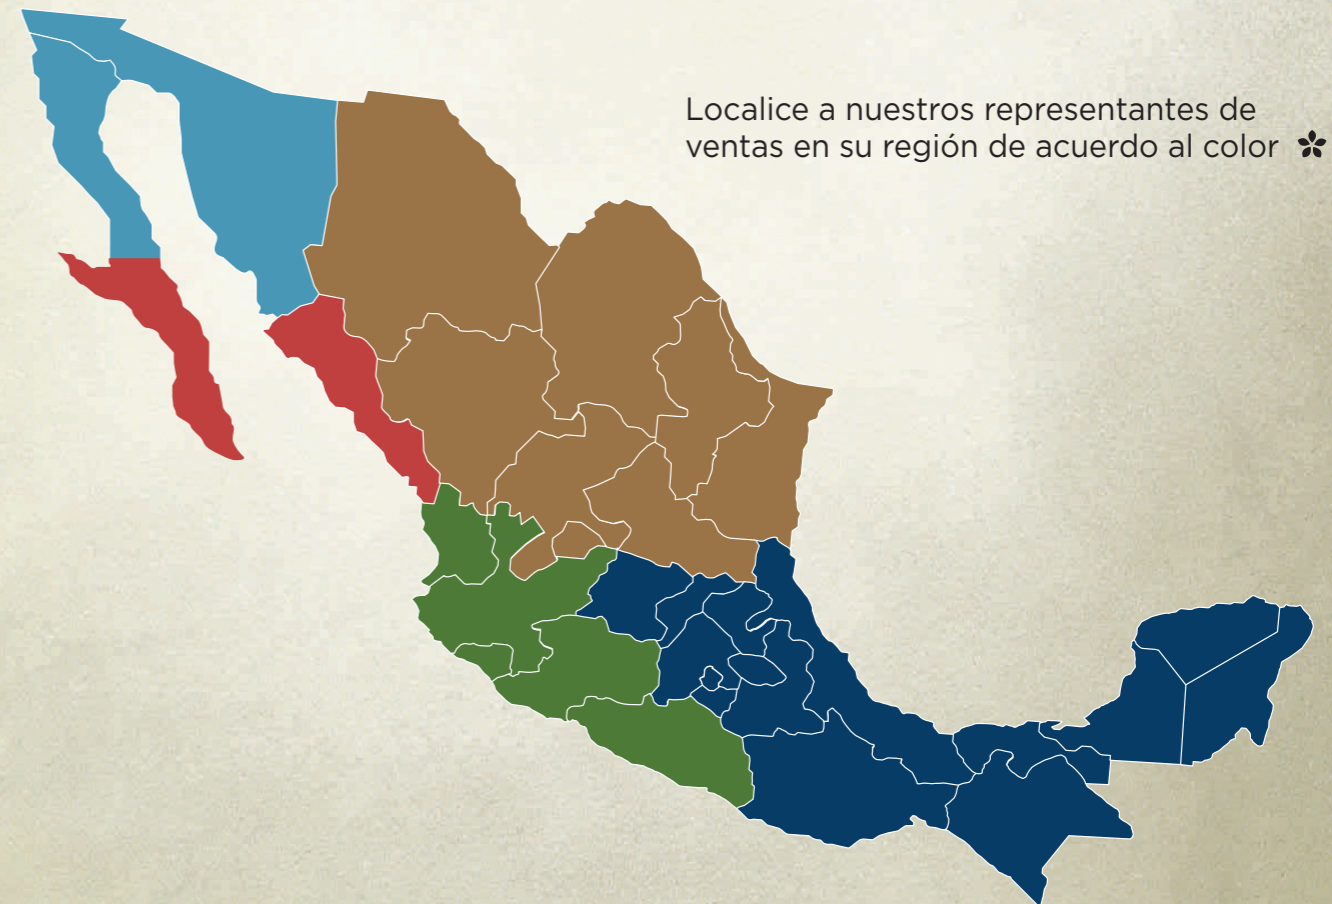 Localice a nuestros representantes de
ventas en su región de acuerdo al color